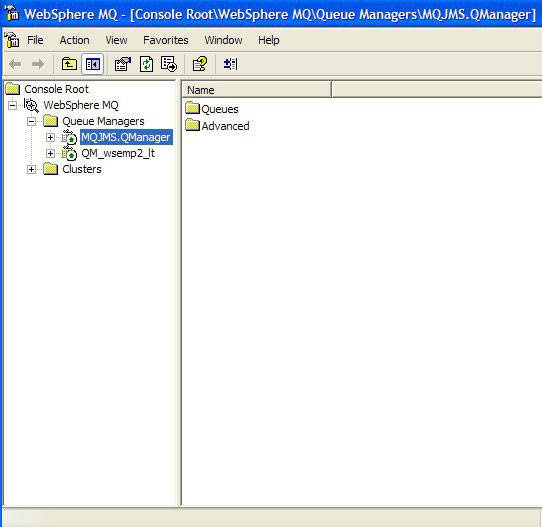 WebSphere MQ - [Console Root\WebSphere MQ\Queue Managers\MQJMS.QManager]
File Action View Favorites Window Help
Console Root
WebSphere MQ
Queue Managers
MQJMS.QManager
QM_wsemp2_lt
Clusters
Name
Queues
Advanced